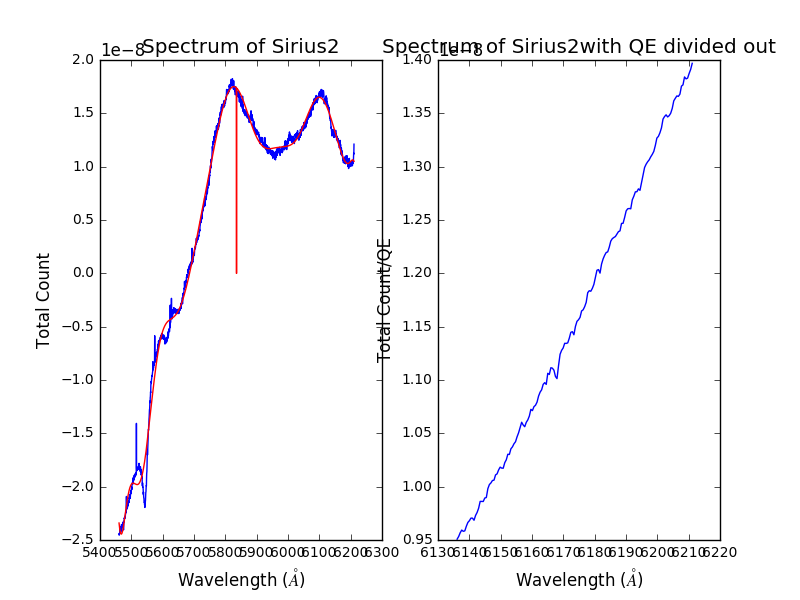 Spectrum of Sirius2
1e−8
2.0
1.5
1.0
0.5
0.0
−0.5
−1.0
−1.5
−2.0
−2.5
Total Count
5400 5500 5600 5700 5800 5900 6000 6100 6200 6300
Wavelength (Å)
Spectrum of Sirius2with QE divided out
1e−8
1.40
1.35
1.30
1.25
1.20
1.15
1.10
1.05
1.00
0.95
Total Count/QE
6130 6140 6150 6160 6170 6180 6190 6200 6210 6220
Wavelength (Å)